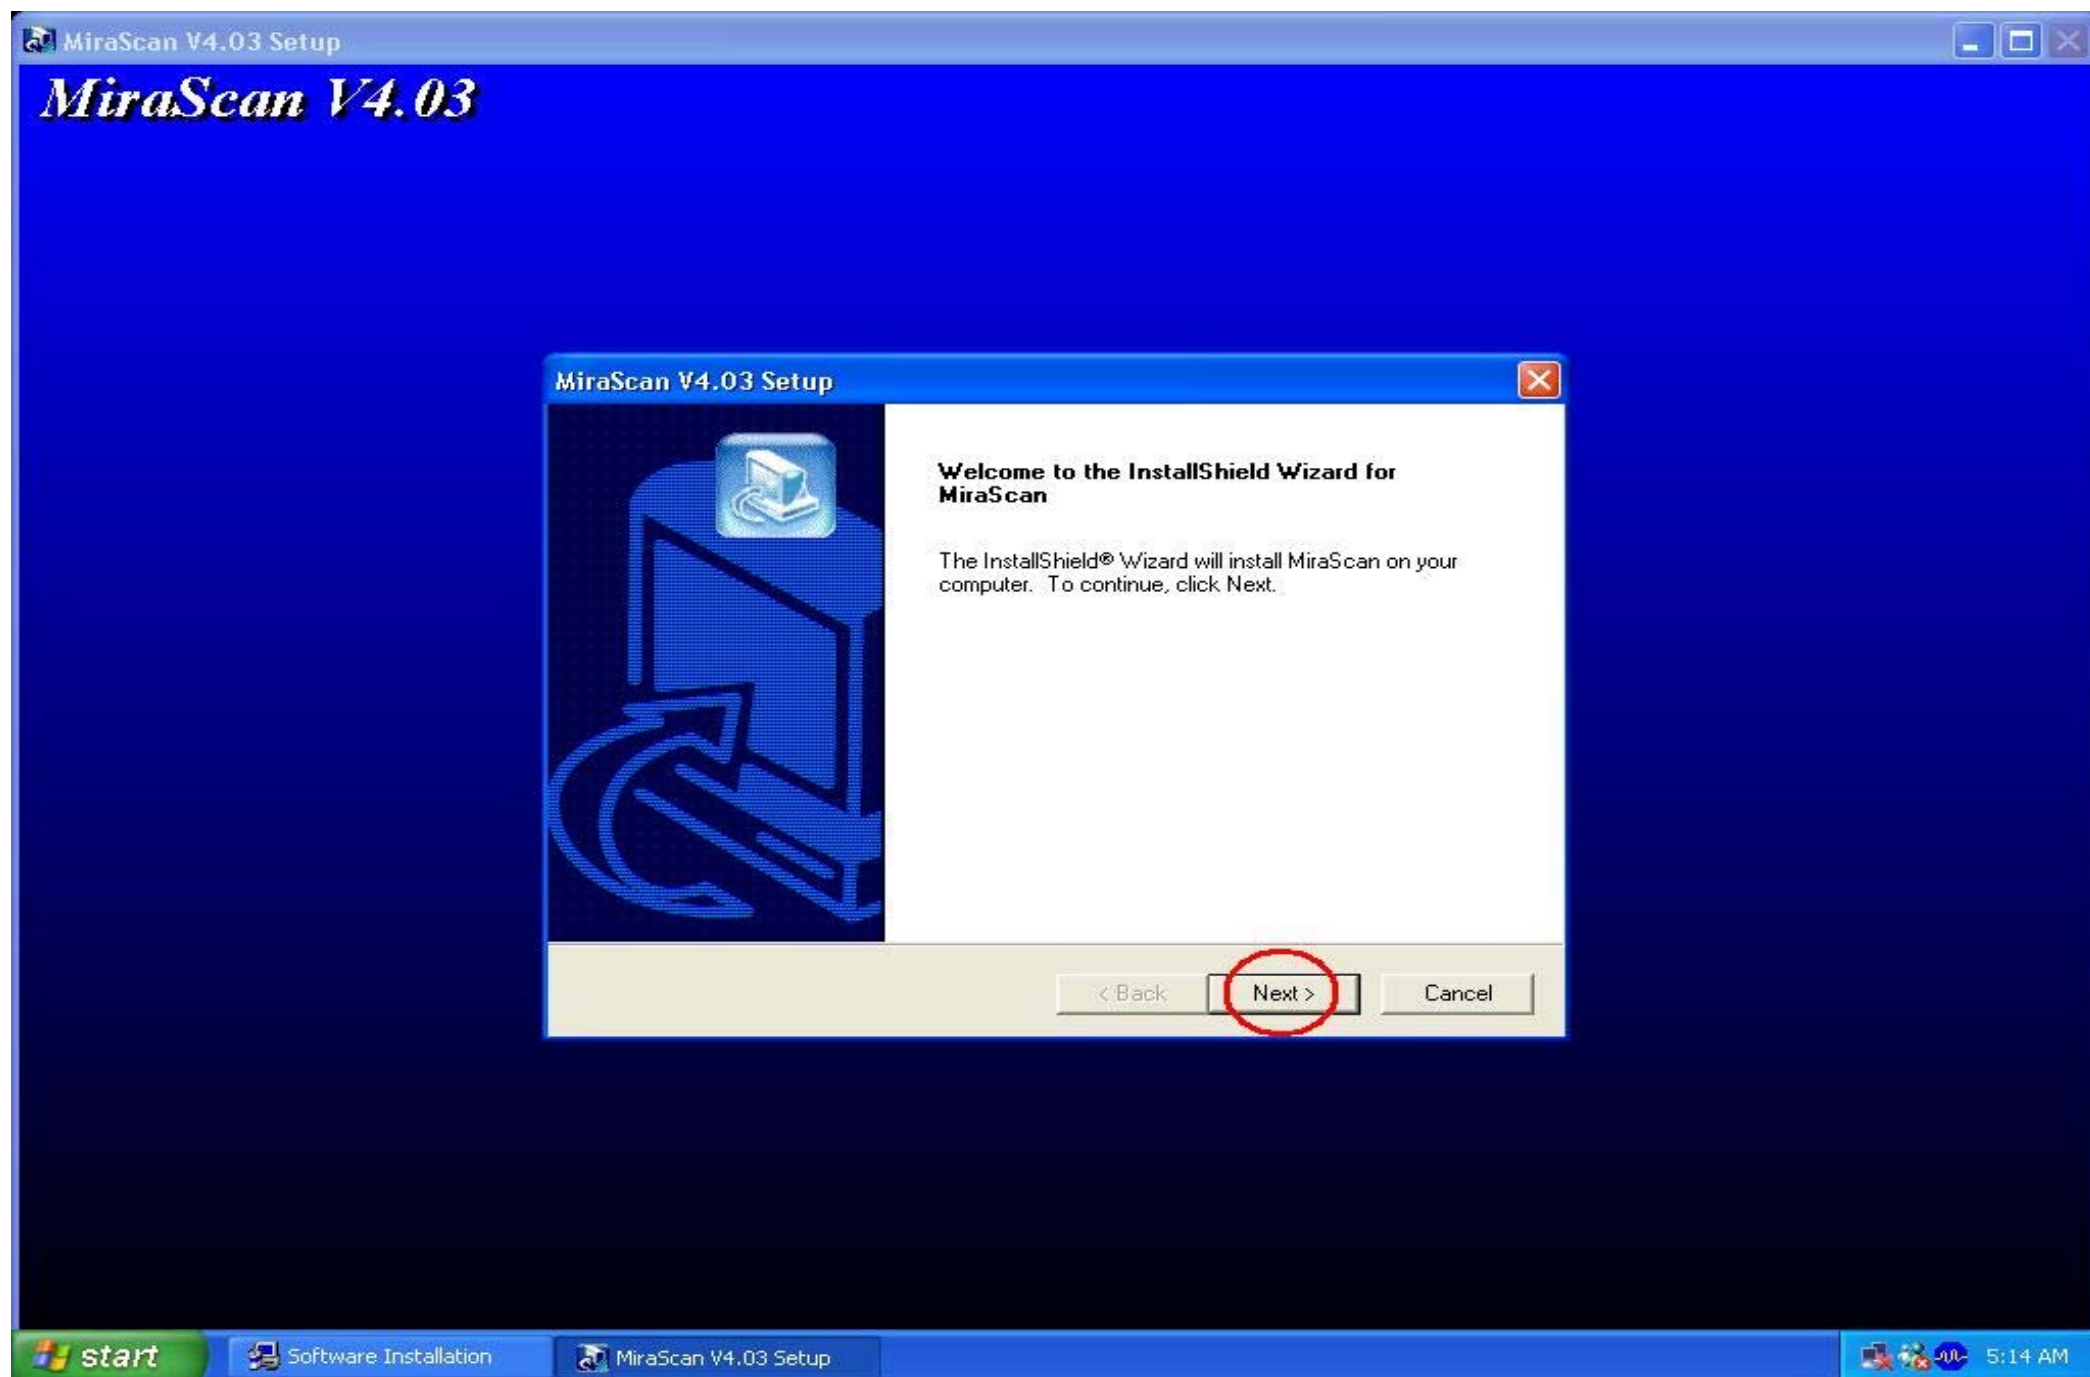 MiraScan V4.03 Setup
MiraScan V4.03
MiraScan V4.03 Setup
Welcome to the InstallShield Wizard for
MiraScan
The InstallShield® Wizard will install MiraScan on your
computer. To continue, click Next.
< Back Next > Cancel
start Software Installation MiraScan V4.03 Setup 5:14 AM